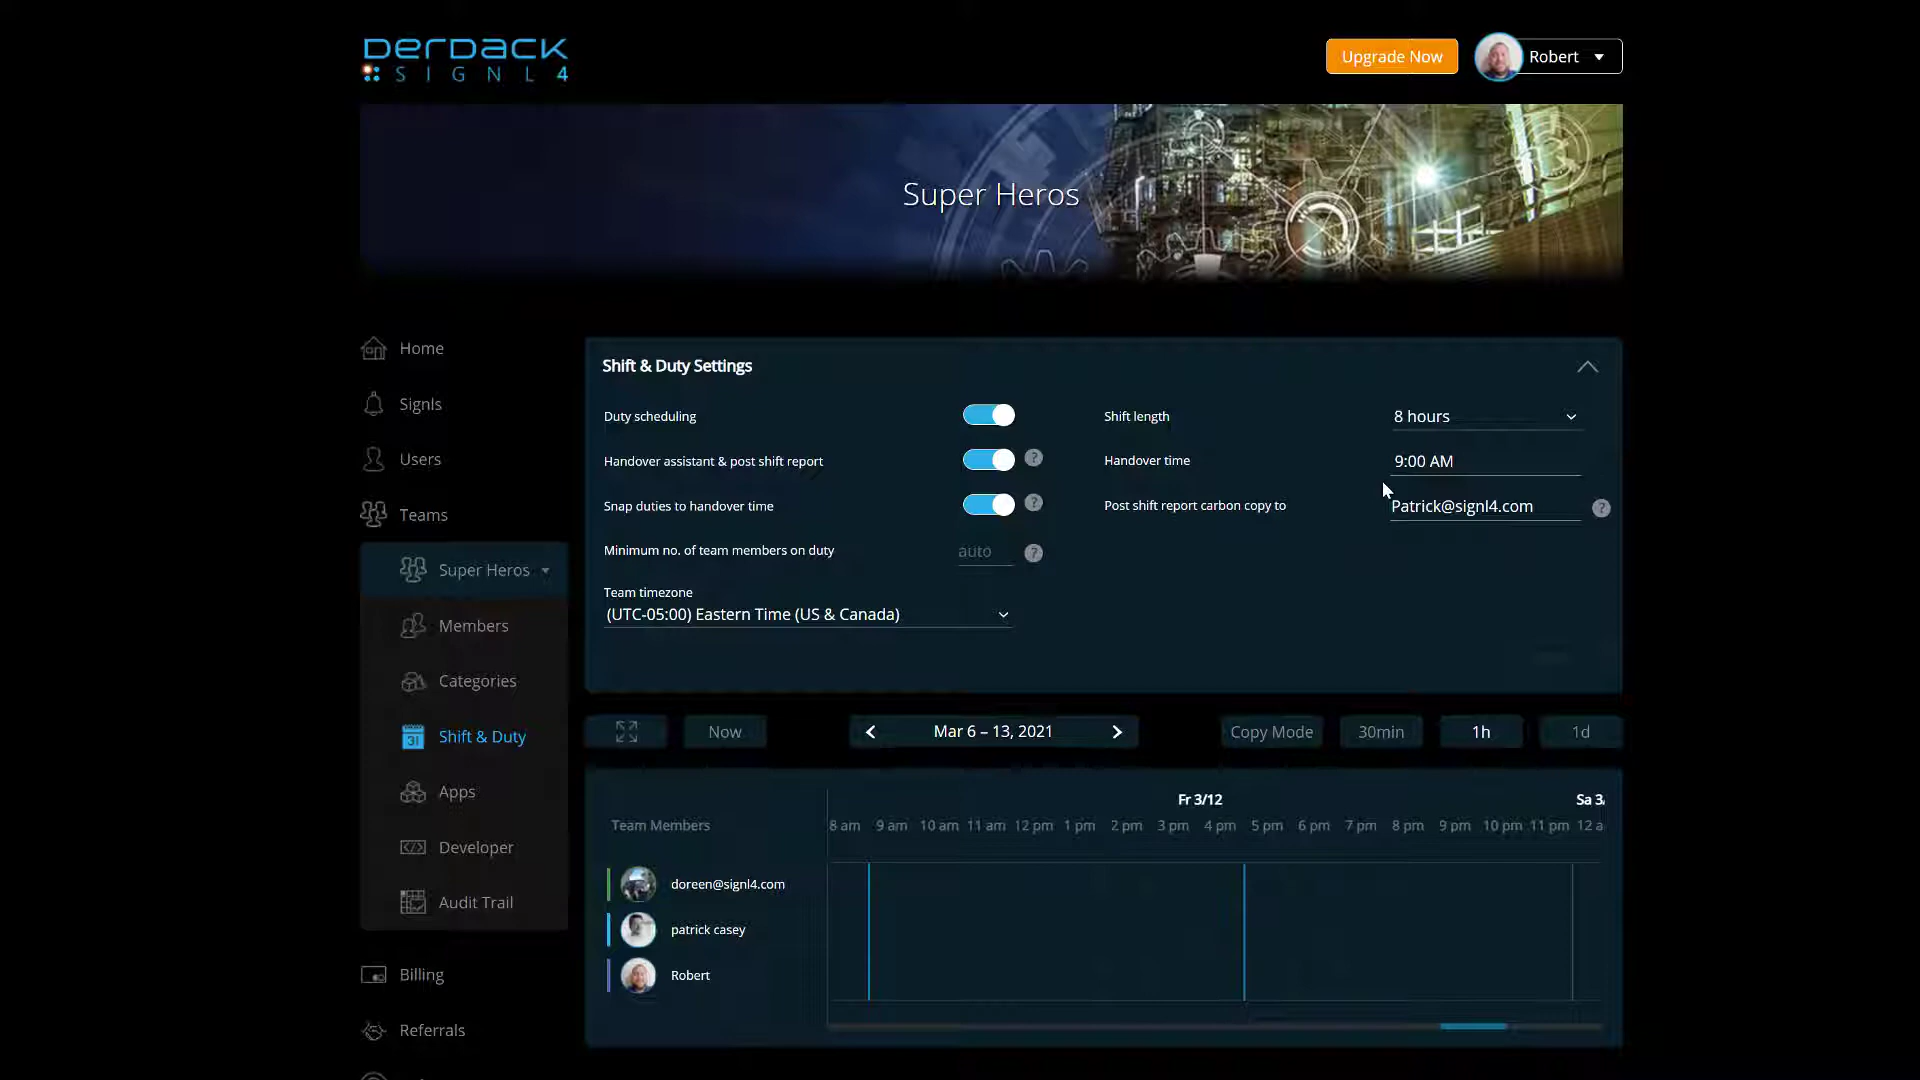 DERDACK
SIGNL4
Upgrade Now
Robert
Super Heros
Home
Signls
Users
Teams
Super Heros
Members
Categories
31
Shift & Duty
Apps
Developer
Audit Trail
Billing
Referrals
Shift & Duty Settings
Duty scheduling
Handover assistant & post shift report ?
Snap duties to handover time ?
Minimum no. of team members on duty auto ?
Team timezone
(UTC-05:00) Eastern Time (US & Canada)
Shift length 8 hours
Handover time 9:00 AM
Post shift report carbon copy to Patrick@signl4.com ?
Now
Mar 6 – 13, 2021
Copy Mode 30min 1h 1d
Fr 3/12 Sa 3/
Team Members 8 am 9 am 10 am 11 am 12 pm 1 pm 2 pm 3 pm 4 pm 5 pm 6 pm 7 pm 8 pm 9 pm 10 pm 11 pm 12 a
doreen@signl4.com
patrick casey
Robert